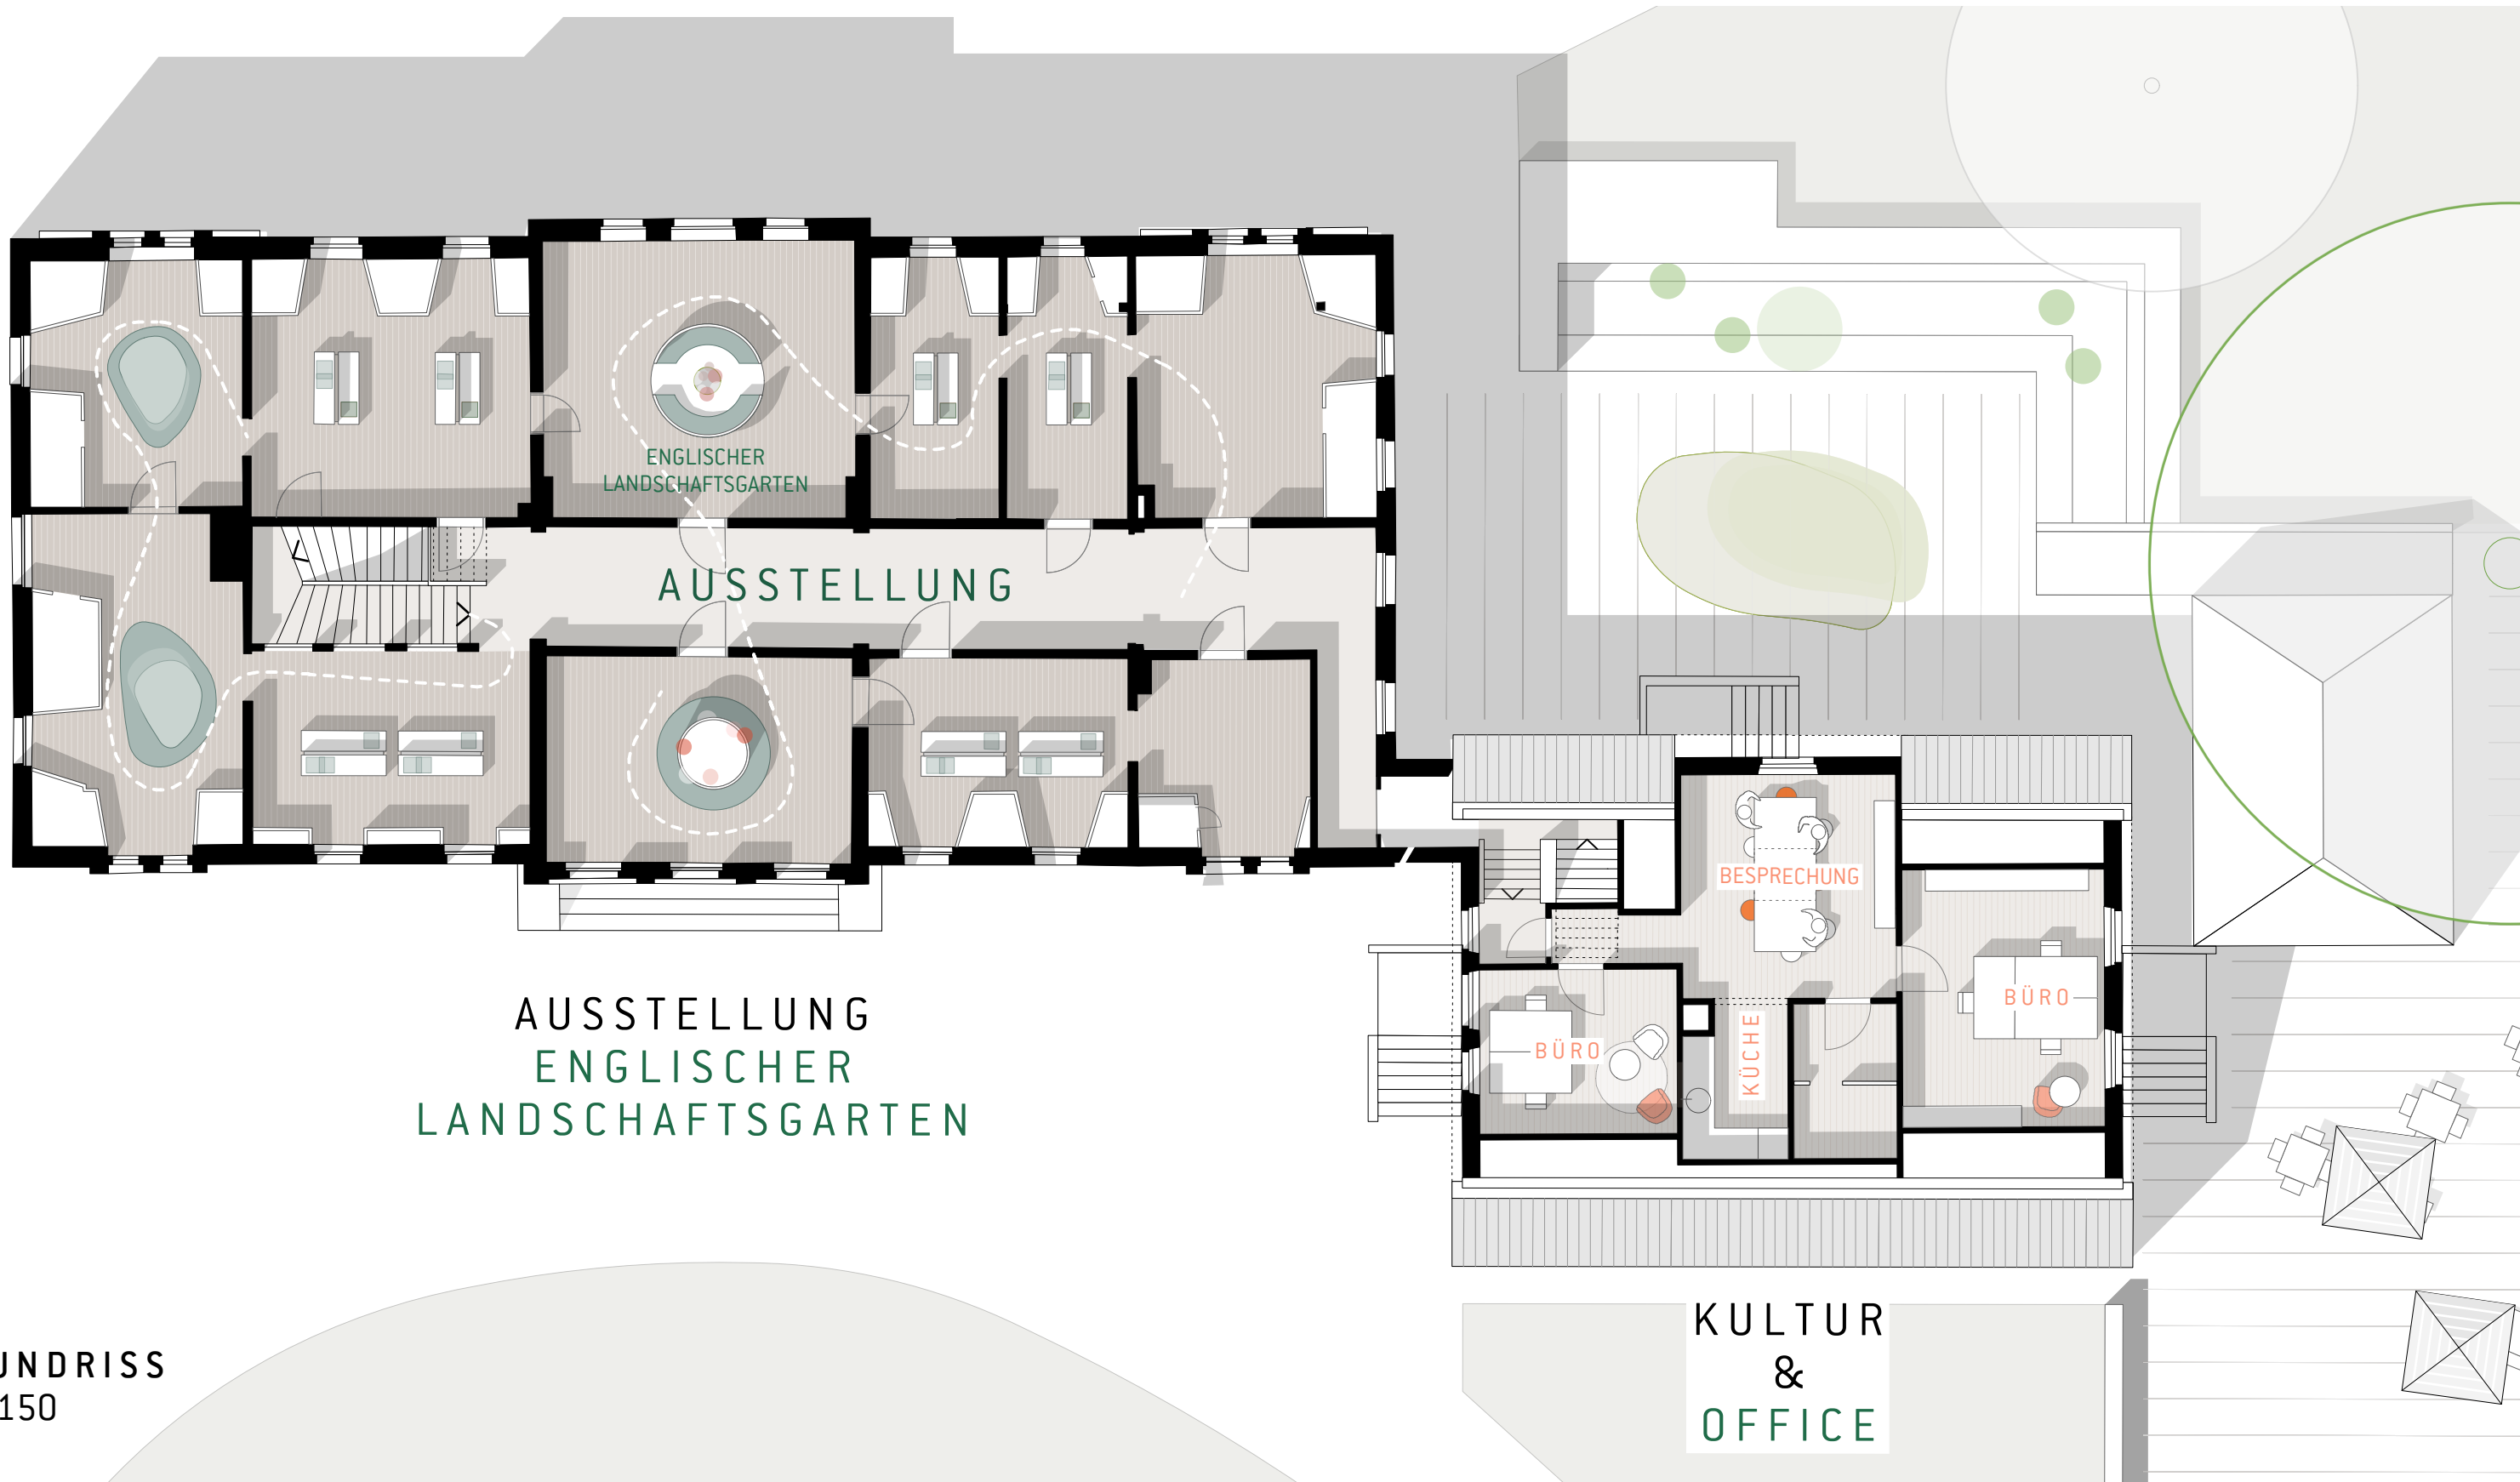 ENGLISCHER
LANDSCHAFTSGARTEN
AUSSTELLUNG
BESPRECHUNG
BÜRO
BÜRO
KÜCHE
AUSSTELLUNG
ENGLISCHER
LANDSCHAFTSGARTEN
KULTUR
&
OFFICE
UNDRISS
150